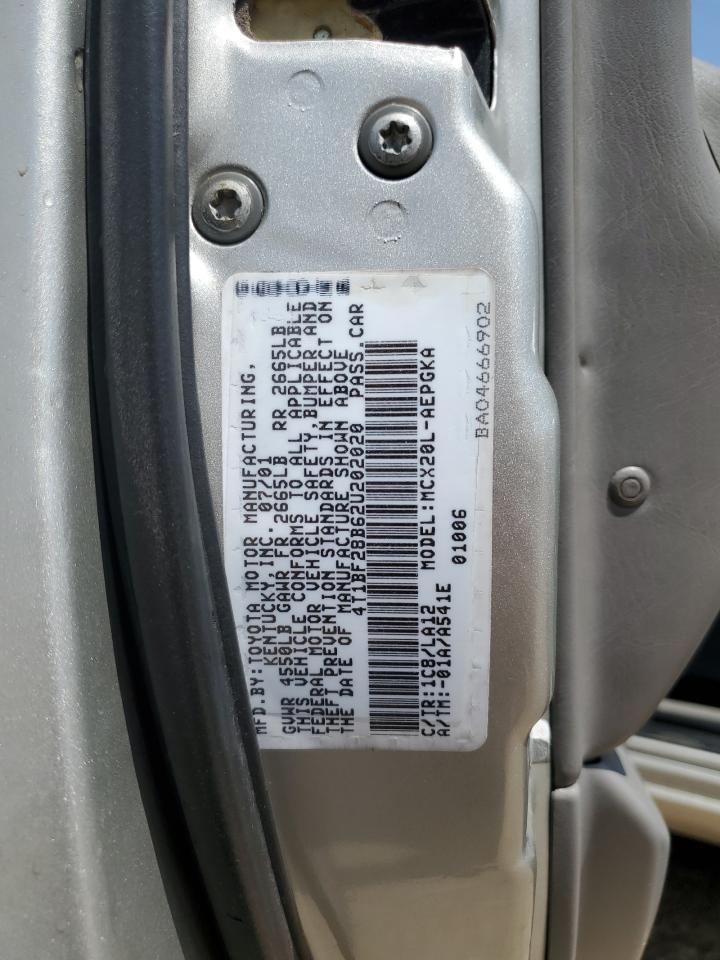 MFD.BY:TOYOTA MOTOR MANUFACTURING,
KENTUCKY,INC. 07/01
GVWR 4550LB GAWR FR 2665LB RR 2665LB
THIS VEHICLE CONFORMS TO ALL APPLICABLE
FEDERAL MOTOR VEHICLE SAFETY,BUMPER AND
THEFT PREVENTION STANDARDS IN EFFECT ON
THE DATE OF MANUFACTURE SHOWN ABOVE
4T1BF28B62U202020 PASS.CAR
C/TR:1C8/LA12 MODEL:MCX20L-AEPGKA
A/TM:-01A/A541E 01006
BA04666902